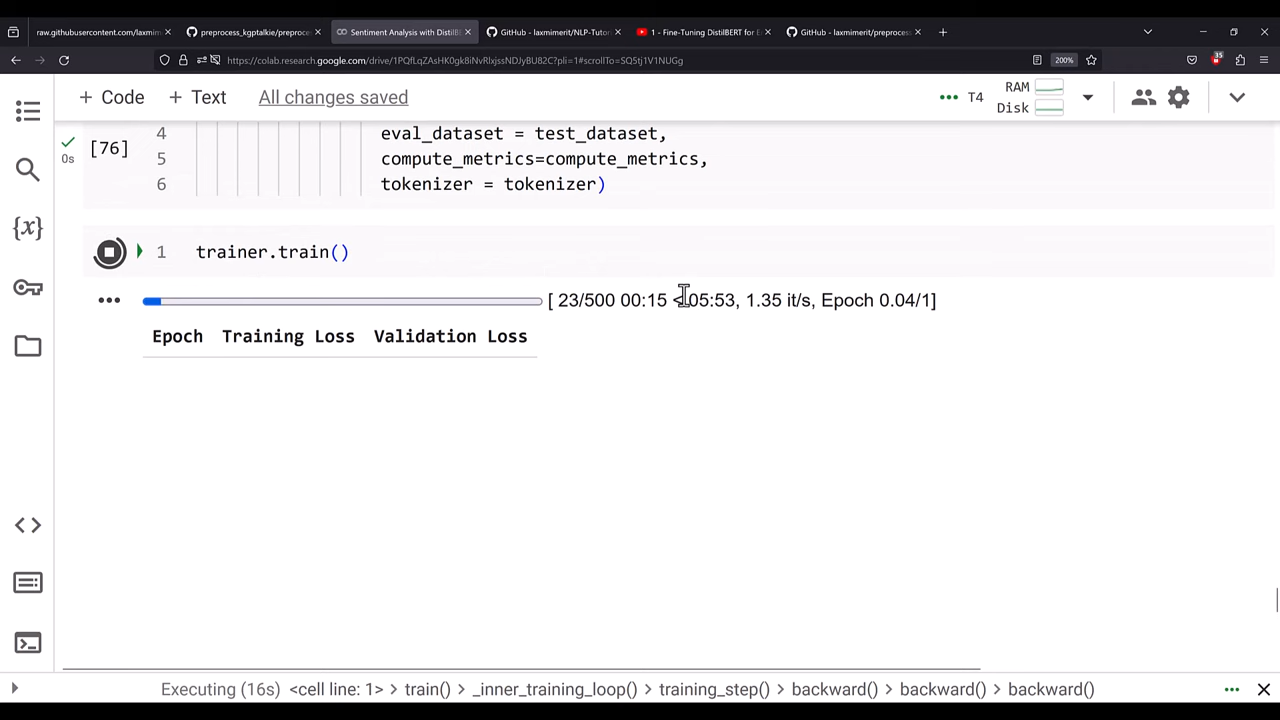 raw.githubusercontent.com/laxmim × preprocess_kgptalkie/preproces × Sentiment Analysis with DistilBE × GitHub - laxmimerit/NLP-Tutor × 1 - Fine-Tuning DistilBERT for E × GitHub - laxmimerit/preprocess ×
https://colab.research.google.com/drive/1PQfLqZAsHK0gk8iNvRlxjssNDJyBU82C?pli=1#scrollTo=SQ5tj1V1NUGg 200% 35
+ Code + Text All changes saved T4 RAM
Disk
4 eval_dataset = test_dataset,
[76] 5 compute_metrics=compute_metrics,
0s
6 tokenizer = tokenizer)
1 trainer.train()
[ 23/500 00:15 < 05:53, 1.35 it/s, Epoch 0.04/1]
Epoch Training Loss Validation Loss
Executing (16s) <cell line: 1> > train() > _inner_training_loop() > training_step() > backward() > backward() > backward()